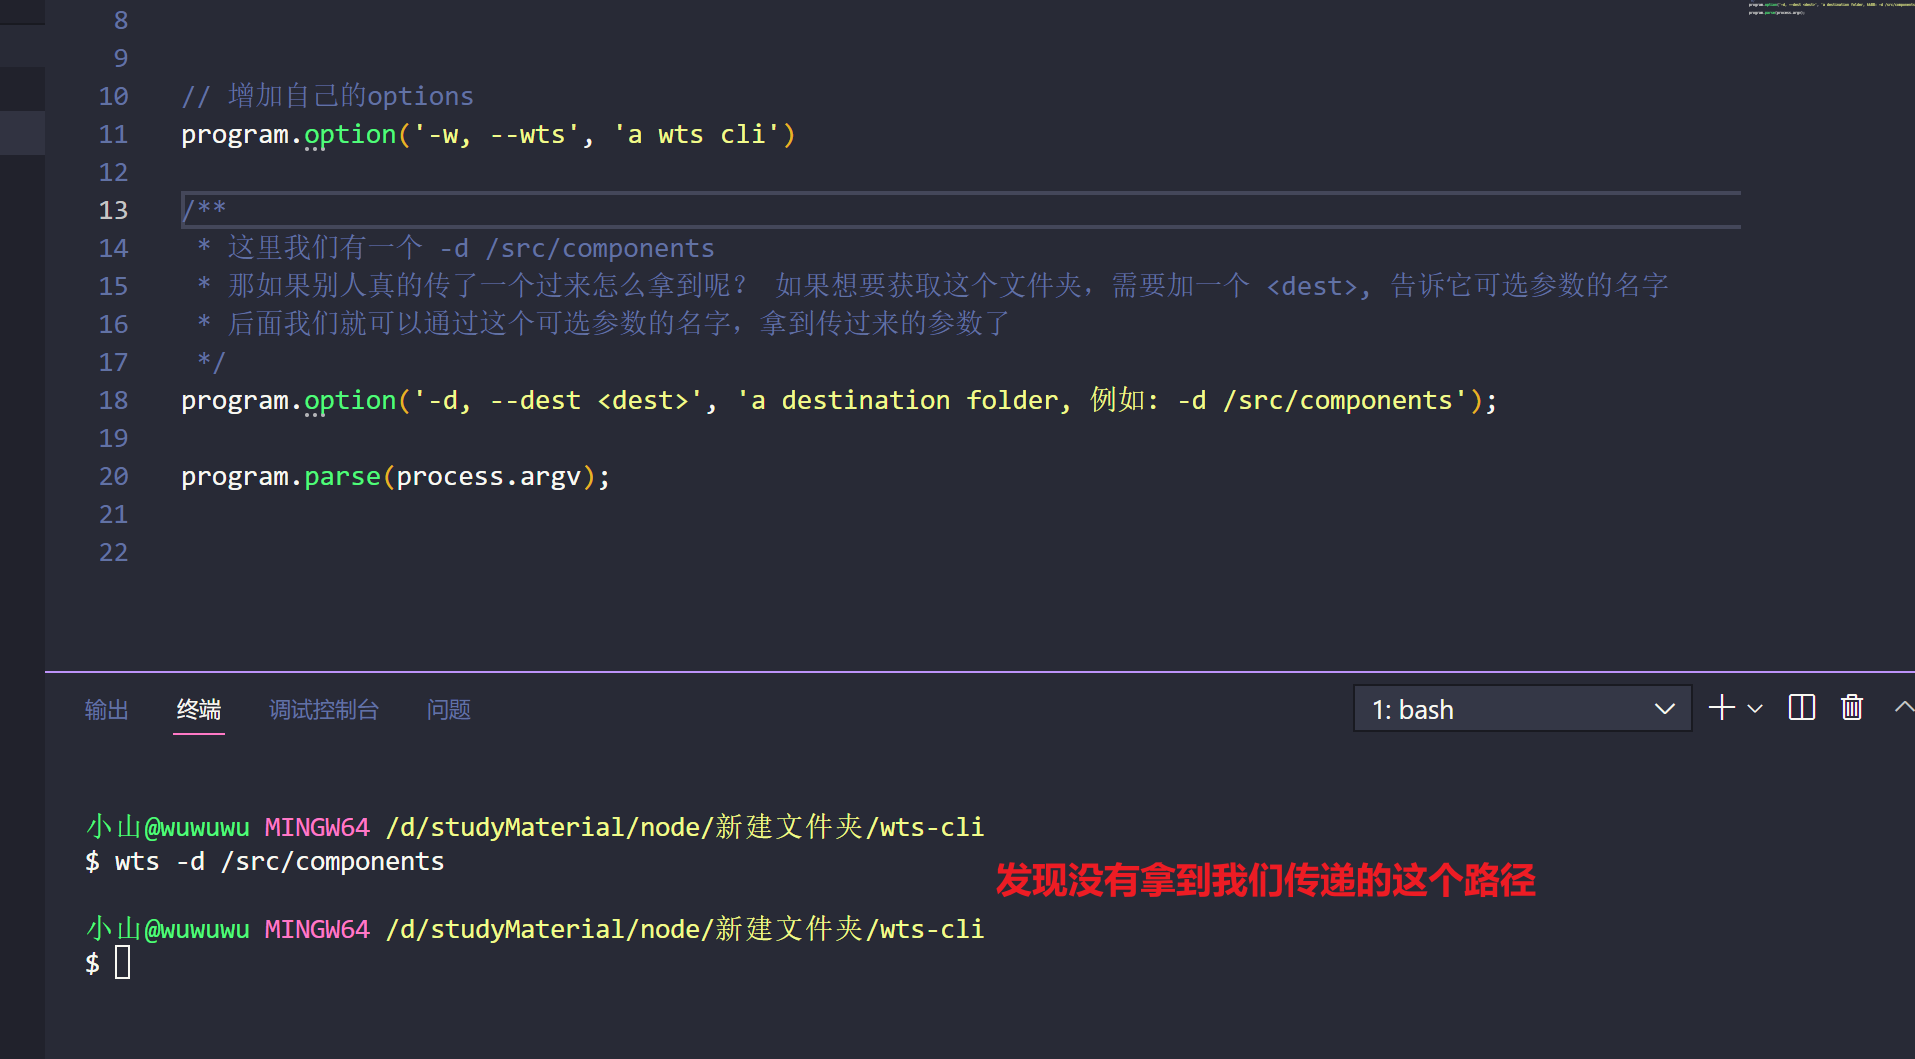 8
9
10 // 增加自己的options
11 program.option('-w, --wts', 'a wts cli')
12
13 /**
14 * 这里我们有一个 -d /src/components
15 * 那如果别人真的传了一个过来怎么拿到呢? 如果想要获取这个文件夹, 需要加一个 <dest>, 告诉它可选参数的名字
16 * 后面我们就可以通过这个可选参数的名字, 拿到传过来的参数了
17 */
18 program.option('-d, --dest <dest>', 'a destination folder, 例如: -d /src/components');
19
20 program.parse(process.argv);
21
22
输出 终端 调试控制台 问题 1: bash
小山@wuwuwu MINGW64 /d/studyMaterial/node/新建文件夹/wts-cli
$ wts -d /src/components
发现没有拿到我们传递的这个路径
小山@wuwuwu MINGW64 /d/studyMaterial/node/新建文件夹/wts-cli
$